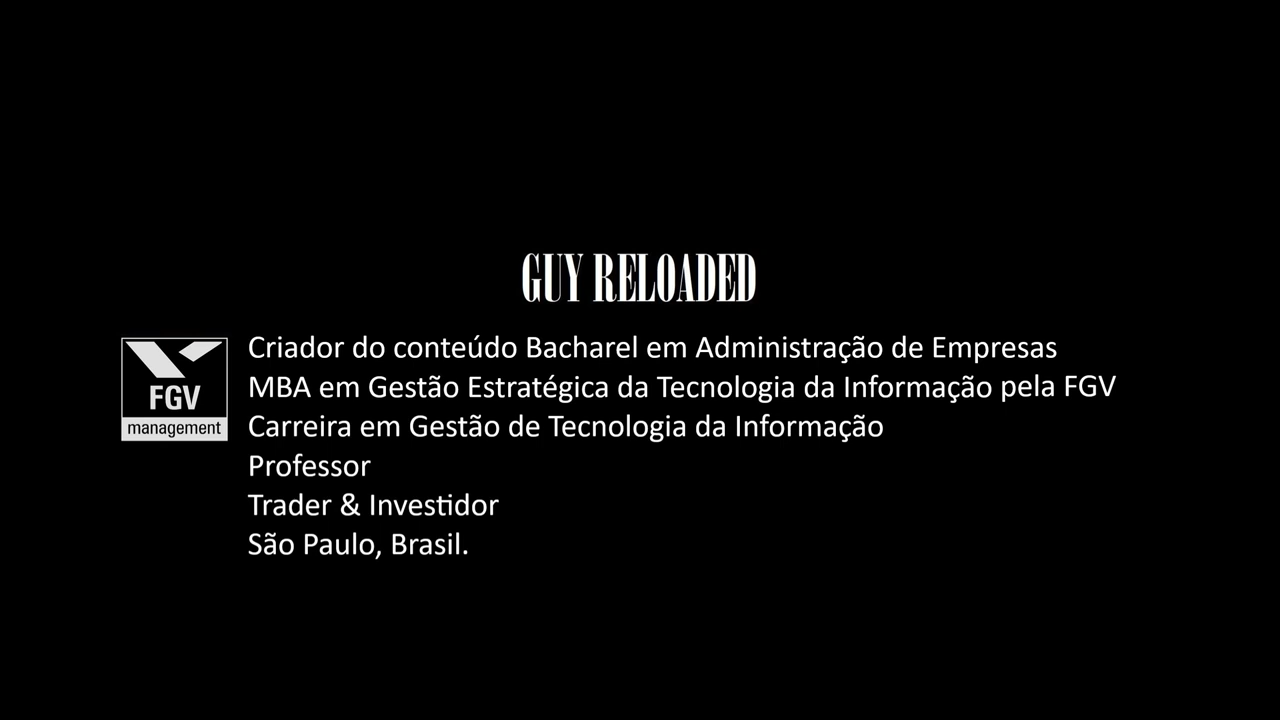 GUY RELOADED
FGV
management
Criador do conteúdo Bacharel em Administração de Empresas
MBA em Gestão Estratégica da Tecnologia da Informação pela FGV
Carreira em Gestão de Tecnologia da Informação
Professor
Trader & Investidor
São Paulo, Brasil.